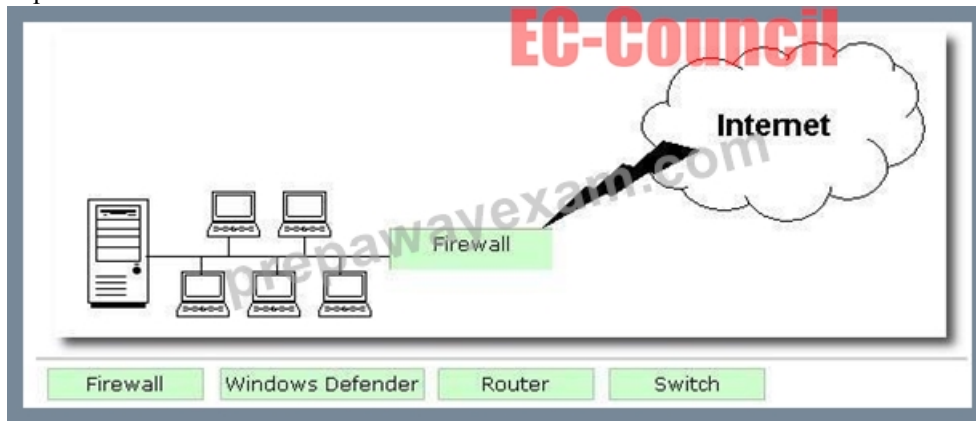 EC-Council
Internet
prepawayexam.com
Firewall
Firewall Windows Defender Router Switch